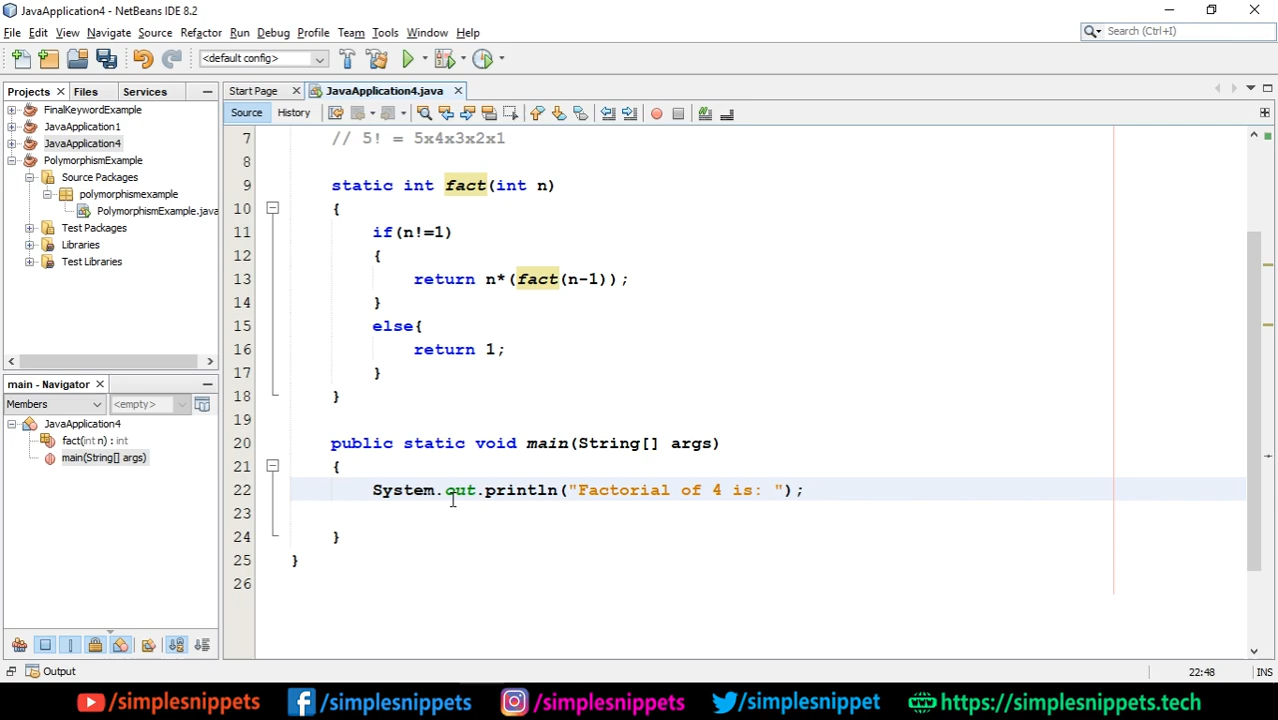 JavaApplication4 - NetBeans IDE 8.2
File Edit View Navigate Source Refactor Run Debug Profile Team Tools Window Help
Search (Ctrl+I)
<default config>
Projects Files Services
Start Page JavaApplication4.java
Source History
FinalKeywordExample
JavaApplication1
JavaApplication4
PolymorphismExample
Source Packages
polymorphismexample
PolymorphismExample.java
Test Packages
Libraries
Test Libraries
main - Navigator
Members <empty>
JavaApplication4
fact(int n) : int
main(String[] args)
7 // 5! = 5x4x3x2x1
8
9 static int fact(int n)
10 {
11 if(n!=1)
12 {
13 return n*(fact(n-1));
14 }
15 else{
16 return 1;
17 }
18 }
19
20 public static void main(String[] args)
21 {
22 System.out.println("Factorial of 4 is: ");
23
24 }
25 }
26
Output
22:48 INS
/simplesnippets /simplesnippets /simplesnippets /simplesnippets https://simplesnippets.tech